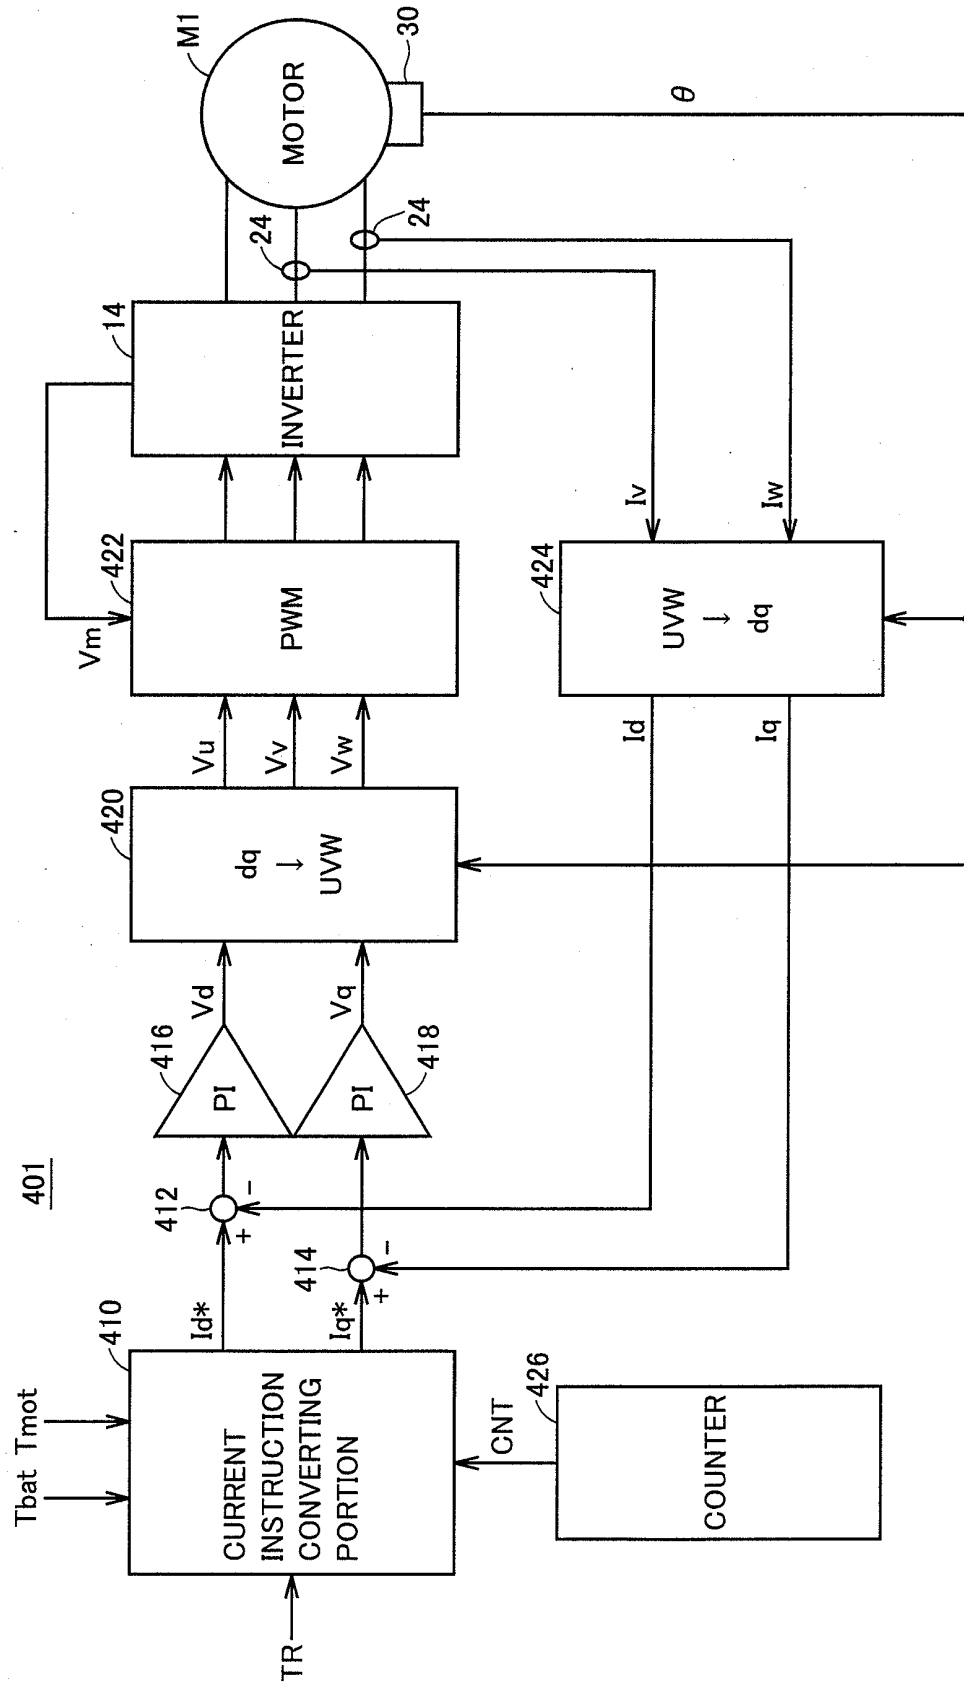 401
Tbat
Tmot
TR
410
CURRENT
INSTRUCTION
CONVERTING
PORTION
CNT
426
COUNTER
Id*
Iq*
412
+
-
414
+
-
416
PI
418
PI
Vd
Vq
420
dq
↓
UVW
Vu
Vv
Vw
Vm
422
PWM
14
INVERTER
24
24
M1
MOTOR
30
θ
Iv
Iw
424
UVW
↓
dq
Id
Iq